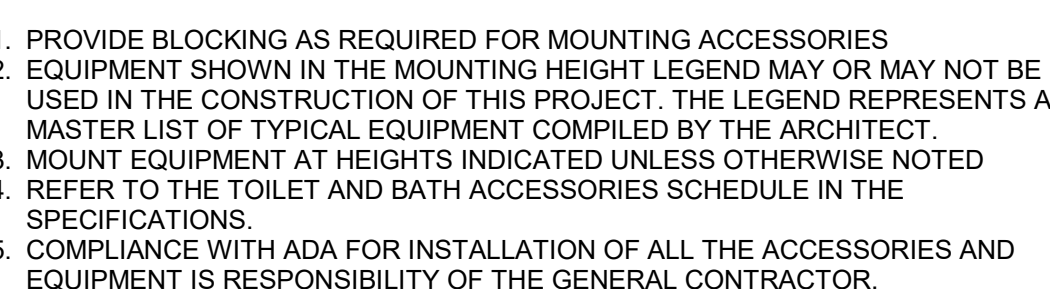 1. PROVIDE BLOCKING AS REQUIRED FOR MOUNTING ACCESSORIES
2. EQUIPMENT SHOWN IN THE MOUNTING HEIGHT LEGEND MAY OR MAY NOT BE
USED IN THE CONSTRUCTION OF THIS PROJECT. THE LEGEND REPRESENTS A
MASTER LIST OF TYPICAL EQUIPMENT COMPILED BY THE ARCHITECT.
3. MOUNT EQUIPMENT AT HEIGHTS INDICATED UNLESS OTHERWISE NOTED
4. REFER TO THE TOILET AND BATH ACCESSORIES SCHEDULE IN THE
SPECIFICATIONS.
5. COMPLIANCE WITH ADA FOR INSTALLATION OF ALL THE ACCESSORIES AND
EQUIPMENT IS RESPONSIBILITY OF THE GENERAL CONTRACTOR.